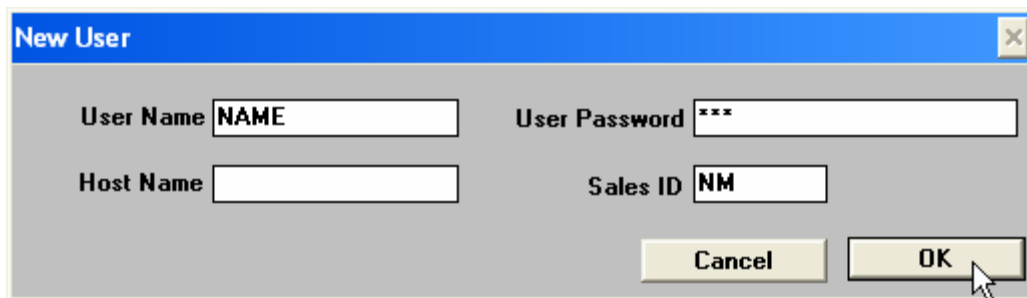 New User
User Name NAME User Password ***
Host Name Sales ID NM
Cancel OK